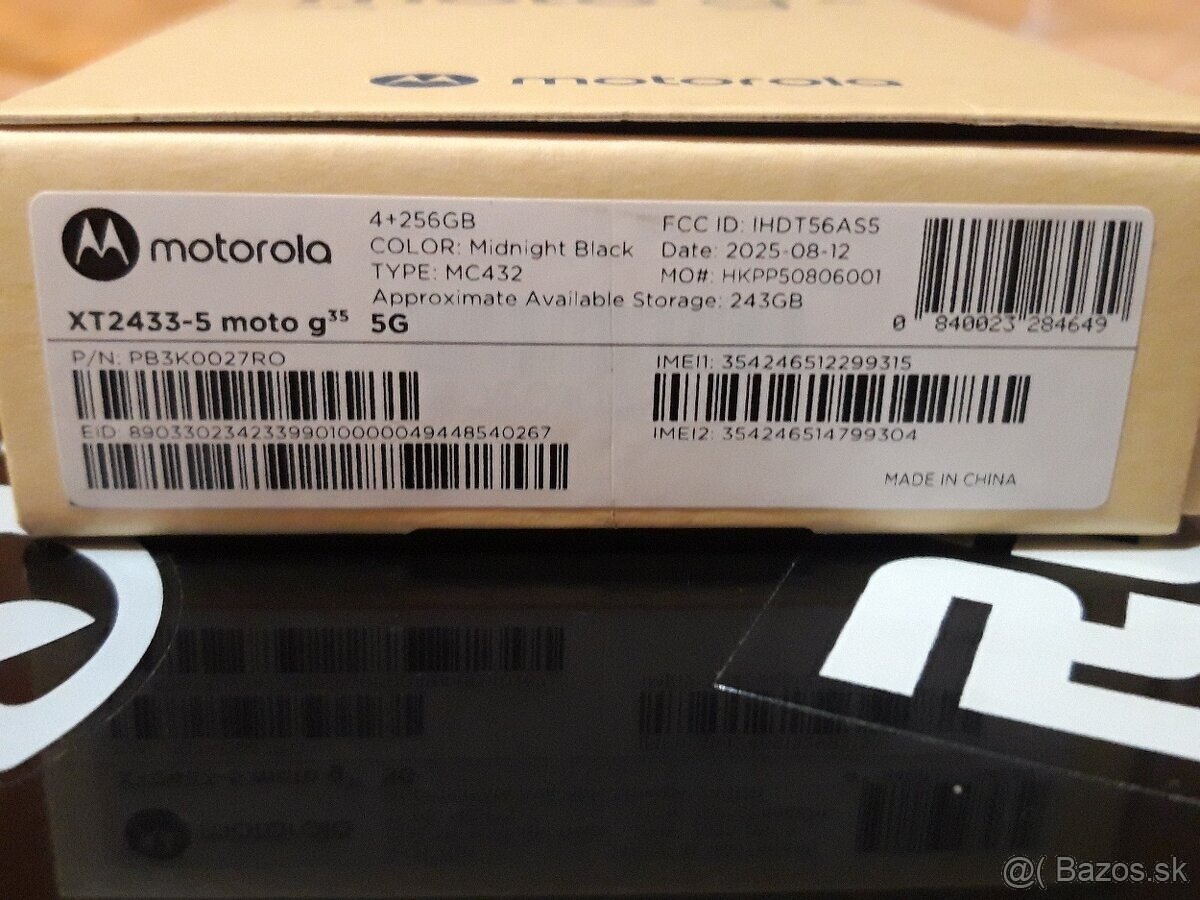 motorola
motorola
4+256GB
COLOR: Midnight Black
TYPE: MC432
Approximate Available Storage: 243GB
FCC ID: IHDT56AS5
Date: 2025-08-12
MO#: HKPP50806001
0 840023 284649
XT2433-5 moto g35 5G
P/N: PB3K0027RO
EID: 89033023423399010000049448540267
IMEI1: 354246512299315
IMEI2: 354246514799304
MADE IN CHINA
@( Bazos.sk